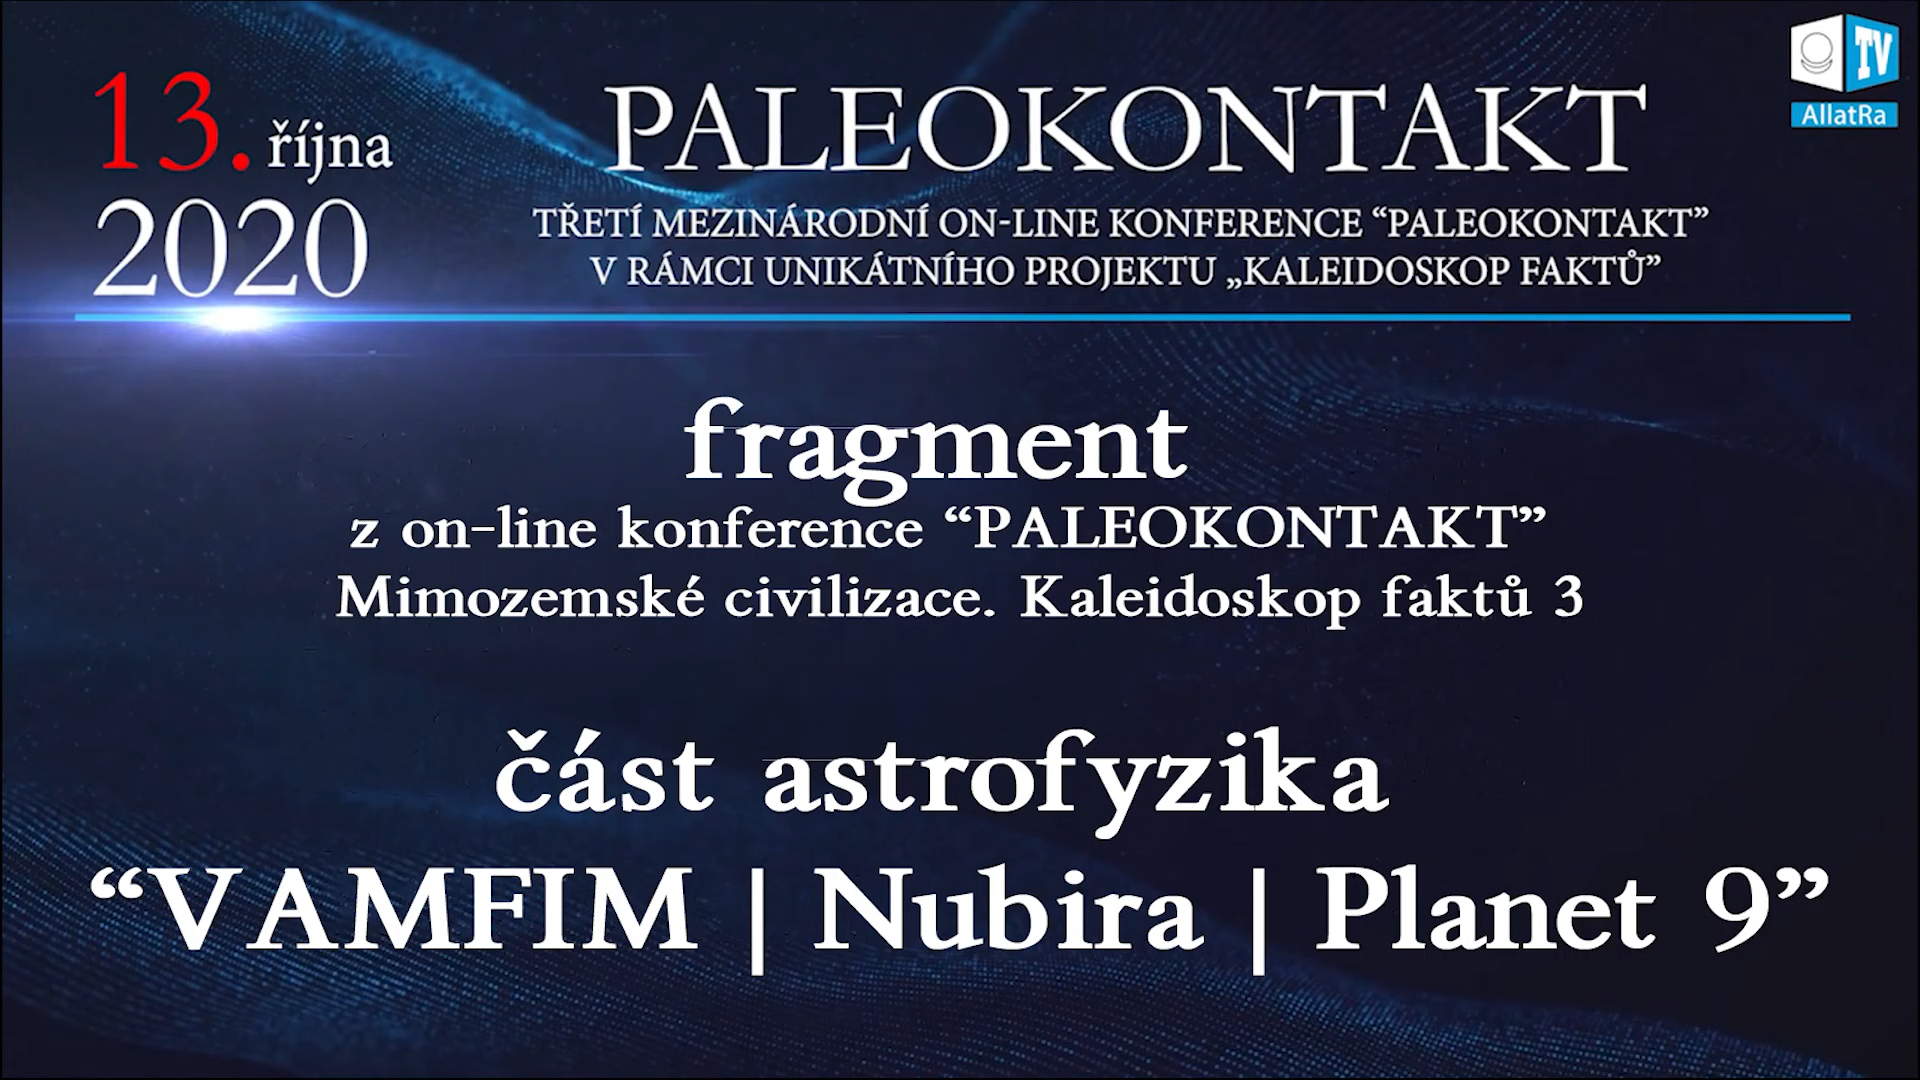 13. října
2020
PALEOKONTAKT
TŘETÍ MEZINÁRODNÍ ON-LINE KONFERENCE “PALEOKONTAKT”
V RÁMCI UNIKÁTNÍHO PROJEKTU „KALEIDOSKOP FAKTŮ”
TV
AllatRa
fragment
z on-line konference “PALEOKONTAKT”
Mimozemské civilizace. Kaleidoskop faktů 3
část astrofyzika
“VAMFIM | Nubira | Planet 9”